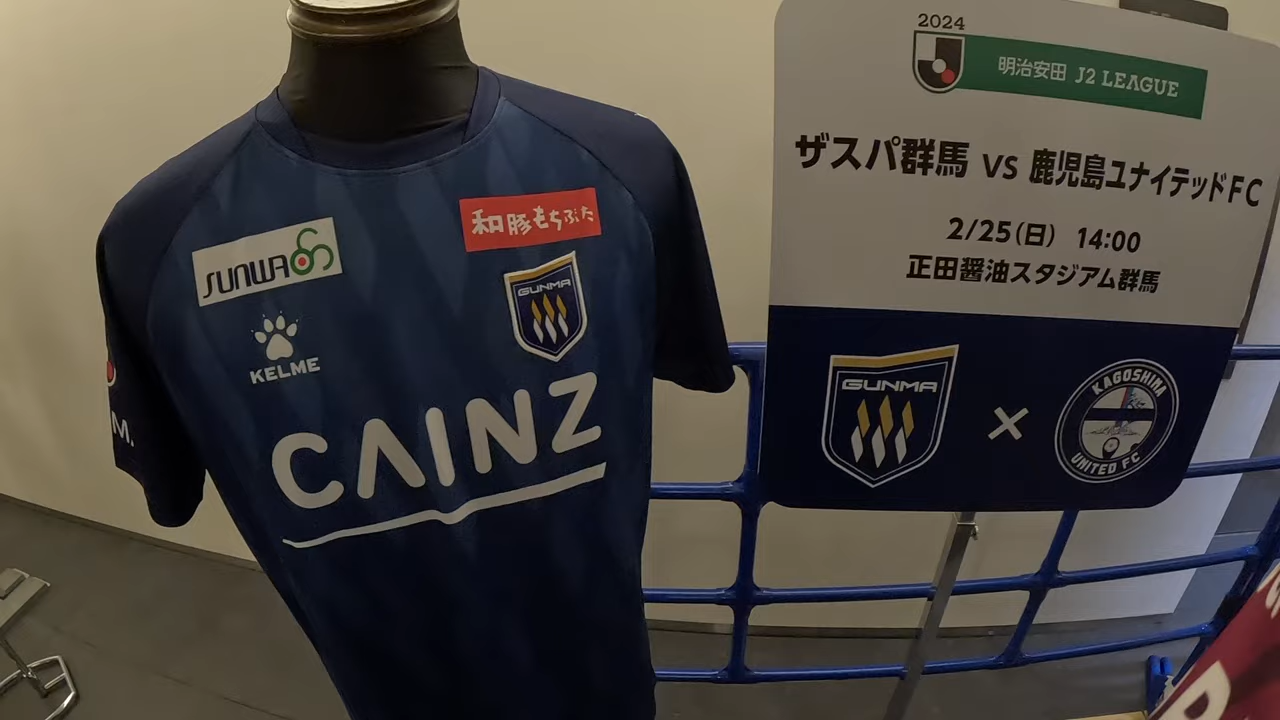 SUNWA
和豚もちぶた
GUNMA
KELME
CAINZ
M.
2024
明治安田 J2 LEAGUE
ザスパ群馬 VS 鹿児島ユナイテッドFC
2/25(日) 14:00
正田醤油スタジアム群馬
GUNMA
×
KAGOSHIMA
UNITED FC